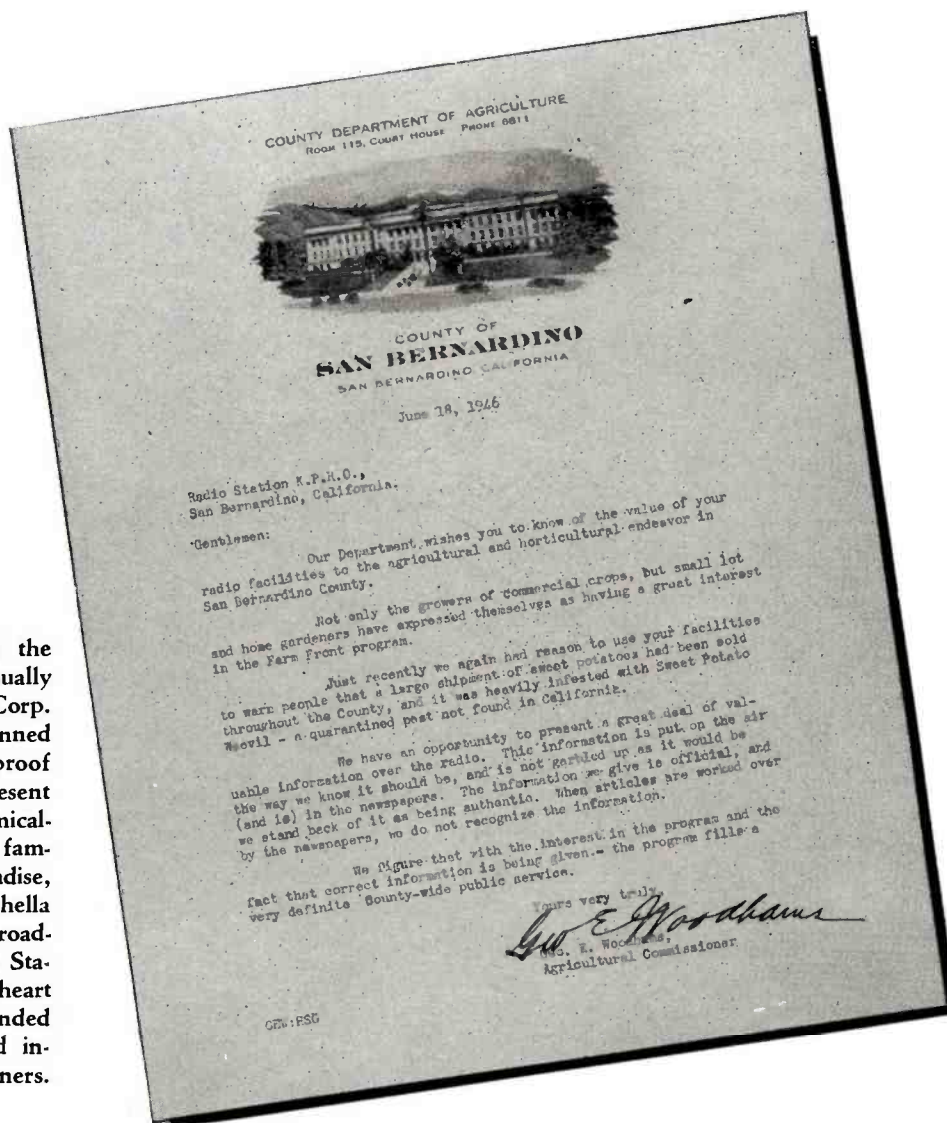 COUNTY DEPARTMENT OF AGRICULTURE
ROOM 115, COURT HOUSE PHONE 8811
COUNTY OF
SAN BERNARDINO
SAN BERNARDINO CALIFORNIA
June 18, 1946
Radio Station K.P.R.O.,
San Bernardino, California.
Gentlemen:
Our Department wishes you to know of the value of your
radio facilities to the agricultural and horticultural endeavor in
San Bernardino County.
Not only the growers of commercial crops, but small lot
and home gardeners have expressed themselves as having a great interest
in the Farm Front program.
Just recently we again had reason to use your facilities
to warn people that a large shipment of sweet potatoes had been sold
throughout the County, and it was heavily infested with Sweet Potato
Weevil - a quarantined pest not found in California.
We have an opportunity to present a great deal of val-
uable information over the radio. This information is put on the air
the way we know it should be, and is not garbled up as it would be
(and is) in the newspapers. The information we give is official, and
we stand back of it as being authentic. When articles are worked over
by the newspapers, we do not recognize the information.
We figure that with the interest in the program and the
fact that correct information is being given - the program fills a
very definite County-wide public service.
Yours very truly,
Geo E Woodhams
Geo. E. Woodhams,
Agricultural Commissioner
GEW:ESG
the
ually
Corp.
nned
proof
esent
nical-
fam-
dise,
hella
road-
Sta-
heart
nded
d in-
ners.